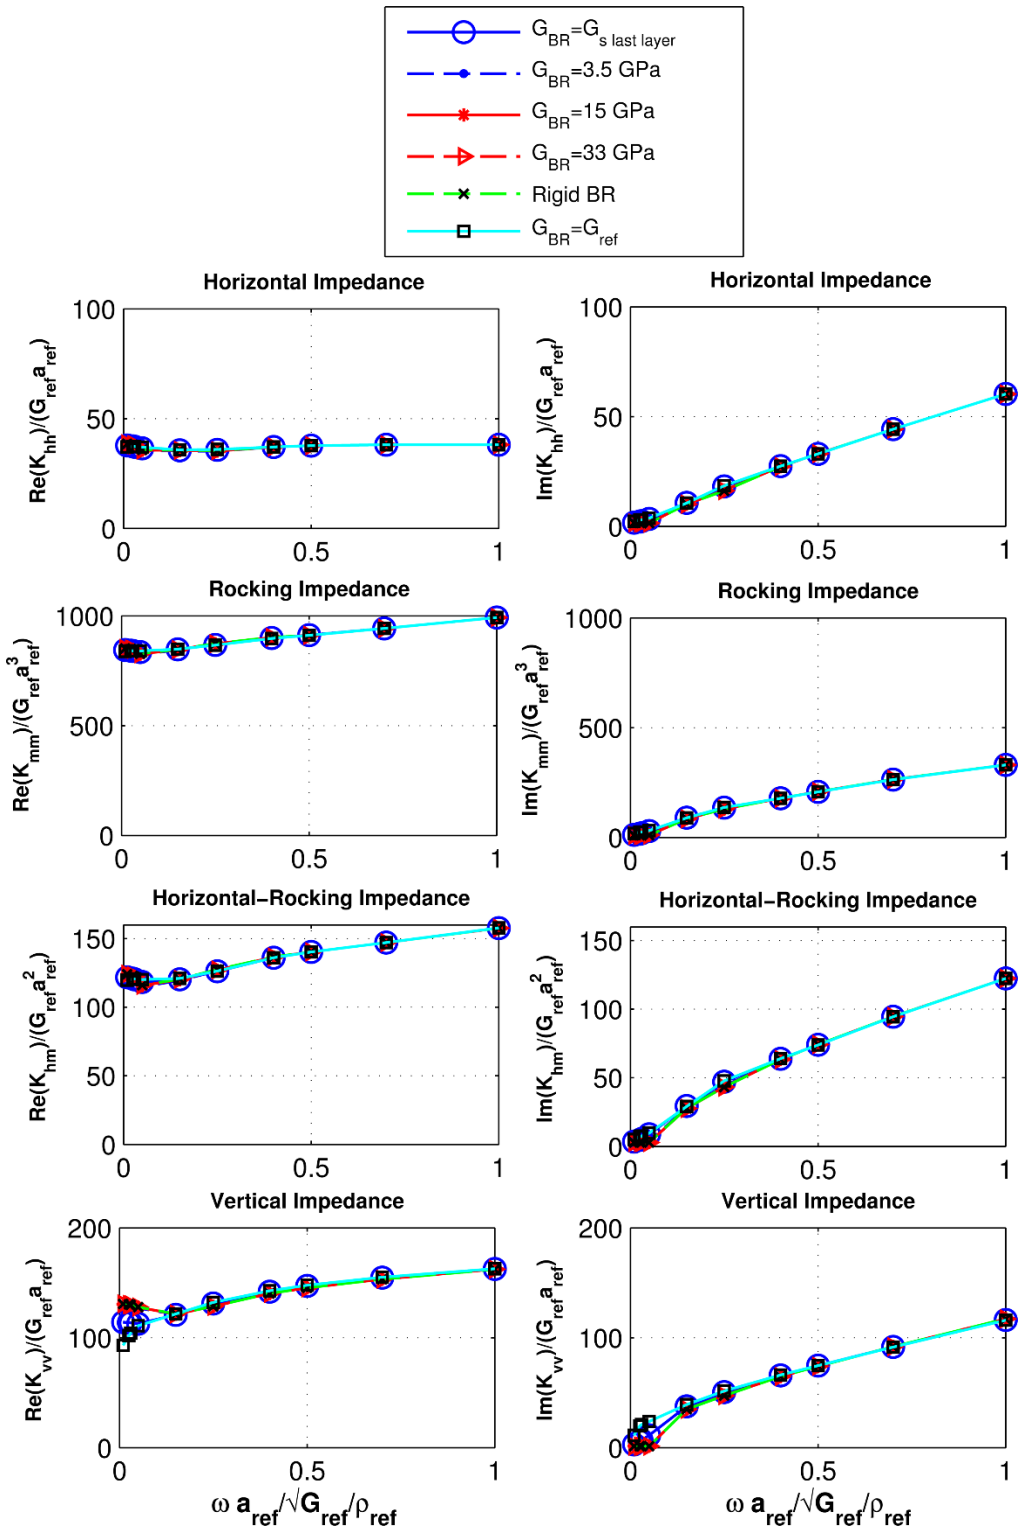 G_BR=G_s last layer
G_BR=3.5 GPa
G_BR=15 GPa
G_BR=33 GPa
Rigid BR
G_BR=G_ref
Horizontal Impedance
Re(K_hh)/(G_ref a_ref)
100
50
0
0
0.5
1
Horizontal Impedance
Im(K_hh)/(G_ref a_ref)
100
50
0
0
0.5
1
Rocking Impedance
Re(K_mm)/(G_ref a^3_ref)
1000
500
0
0
0.5
1
Rocking Impedance
Im(K_mm)/(G_ref a^3_ref)
1000
500
0
0
0.5
1
Horizontal−Rocking Impedance
Re(K_hm)/(G_ref a^2_ref)
150
100
50
0
0
0.5
1
Horizontal−Rocking Impedance
Im(K_hm)/(G_ref a^2_ref)
150
100
50
0
0
0.5
1
Vertical Impedance
Re(K_vv)/(G_ref a_ref)
200
100
0
0
0.5
1
ω a_ref/√G_ref/ρ_ref
Vertical Impedance
Im(K_vv)/(G_ref a_ref)
200
100
50
0
0
0.5
1
ω a_ref/√G_ref/ρ_ref